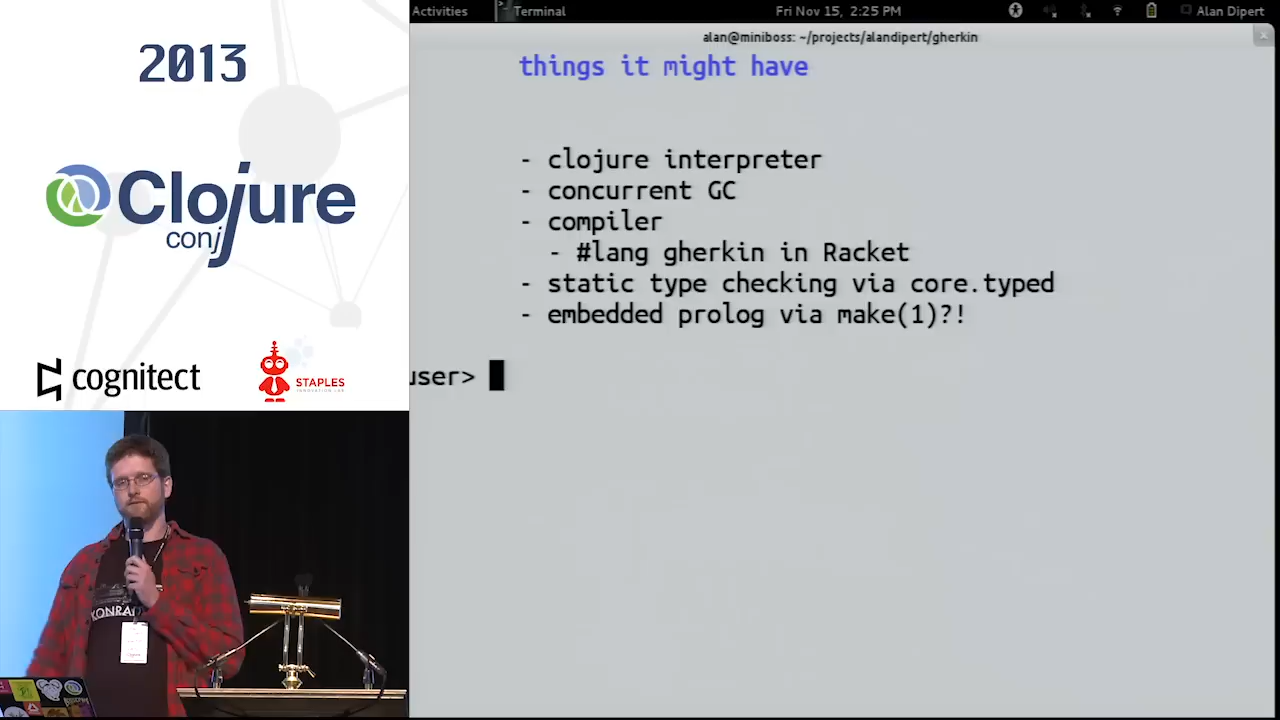 2013
Clojure
conj
cognitect
STAPLES
Activities
Terminal
Fri Nov 15, 2:25 PM
Alan Dipert
alan@miniboss: ~/projects/alandipert/gherkin
things it might have
- clojure interpreter
- concurrent GC
- compiler
- #lang gherkin in Racket
- static type checking via core.typed
- embedded prolog via make(1)?!
user>
KONRA